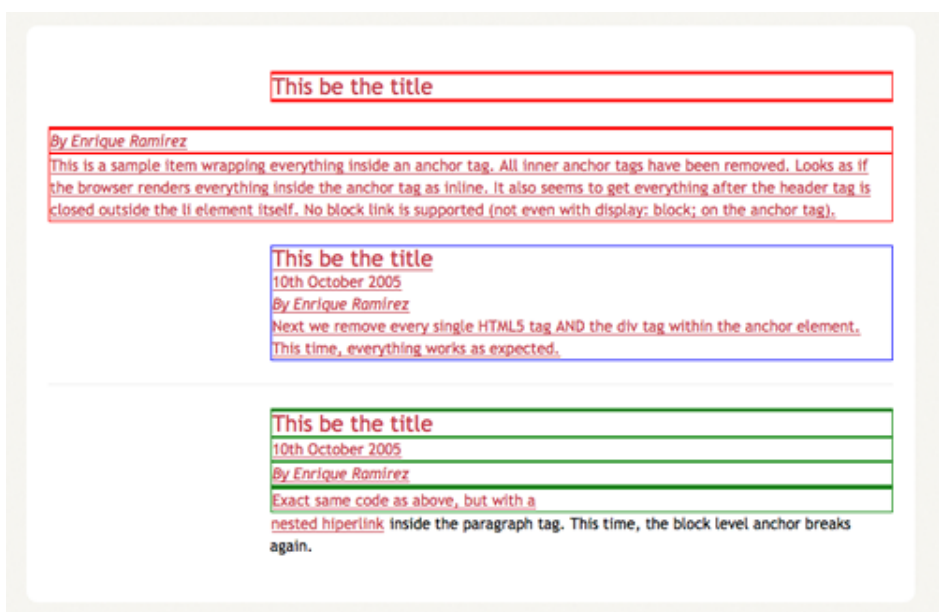 This be the title
By Enrique Ramirez
This is a sample item wrapping everything inside an anchor tag. All inner anchor tags have been removed. Looks as if
the browser renders everything inside the anchor tag as inline. It also seems to get everything after the header tag is
closed outside the li element itself. No block link is supported (not even with display: block; on the anchor tag).
This be the title
10th October 2005
By Enrique Ramirez
Next we remove every single HTML5 tag AND the div tag within the anchor element.
This time, everything works as expected.
This be the title
10th October 2005
By Enrique Ramirez
Exact same code as above, but with a
nested hiperlink inside the paragraph tag. This time, the block level anchor breaks
again.